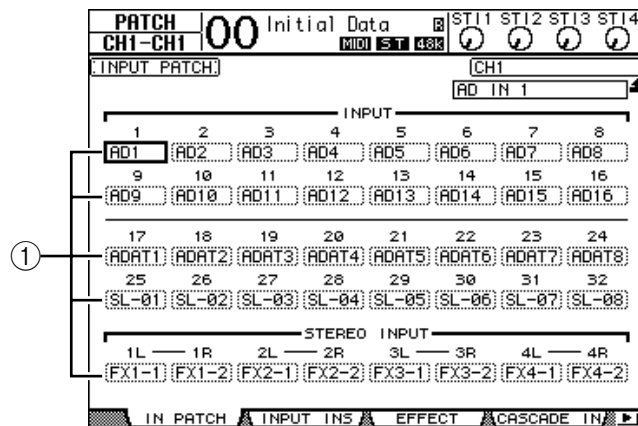 PATCH 00 Initial Data B ST11 ST12 ST13 ST14
CH1-CH1 MIDI ST 48k
INPUT PATCH CH1
AD IN 1
INPUT
1 2 3 4 5 6 7 8
AD1 AD2 AD3 AD4 AD5 AD6 AD7 AD8
9 10 11 12 13 14 15 16
AD9 AD10 AD11 AD12 AD13 AD14 AD15 AD16
1 17 18 19 20 21 22 23 24
ADAT1 ADAT2 ADAT3 ADAT4 ADAT5 ADAT6 ADAT7 ADAT8
25 26 27 28 29 30 31 32
SL-01 SL-02 SL-03 SL-04 SL-05 SL-06 SL-07 SL-08
STEREO INPUT
1L 1R 2L 2R 3L 3R 4L 4R
FX1-1 FX1-2 FX2-1 FX2-2 FX3-1 FX3-2 FX4-1 FX4-2
IN PATCH INPUT INS EFFECT CASCADE IN